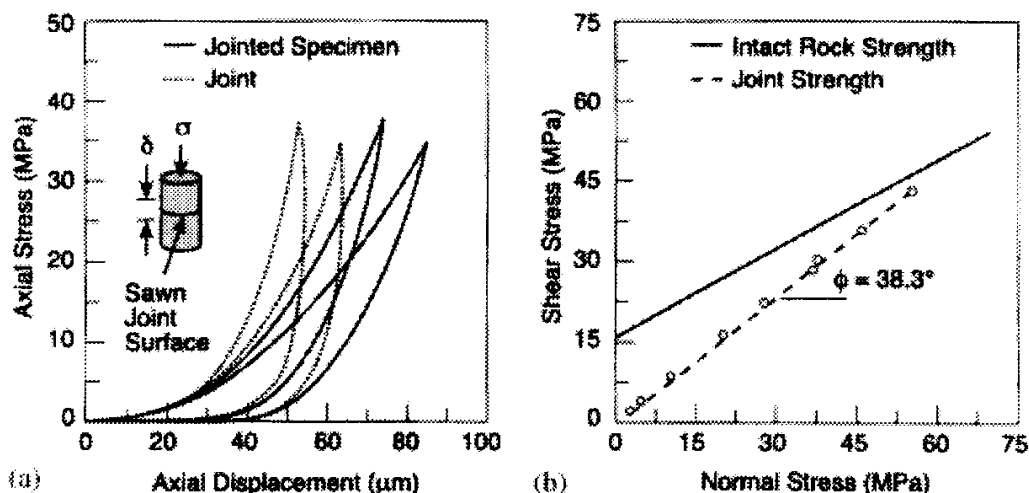 50
40
30
20
10
0
Axial Stress (MPa)
Jointed Specimen
Joint
σ
δ
Sawn
Joint
Surface
0 20 40 60 80 100
Axial Displacement (μm)
(a)
75
60
45
30
15
0
Shear Stress (MPa)
Intact Rock Strength
Joint Strength
ϕ = 38.3°
0 15 30 45 60 75
Normal Stress (MPa)
(b)